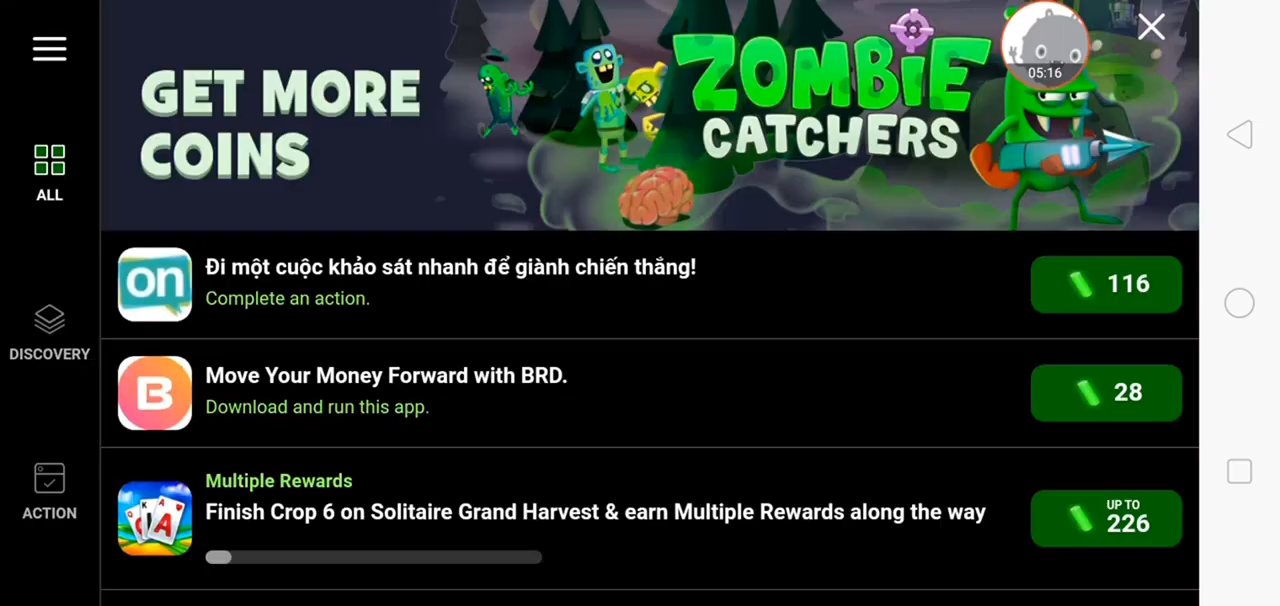 GET MORE
COINS
ZOMBIE
CATCHERS
05:16
ALL
DISCOVERY
ACTION
on
Đi một cuộc khảo sát nhanh để giành chiến thắng!
Complete an action.
116
B
Move Your Money Forward with BRD.
Download and run this app.
28
Multiple Rewards
Finish Crop 6 on Solitaire Grand Harvest & earn Multiple Rewards along the way
UP TO
226